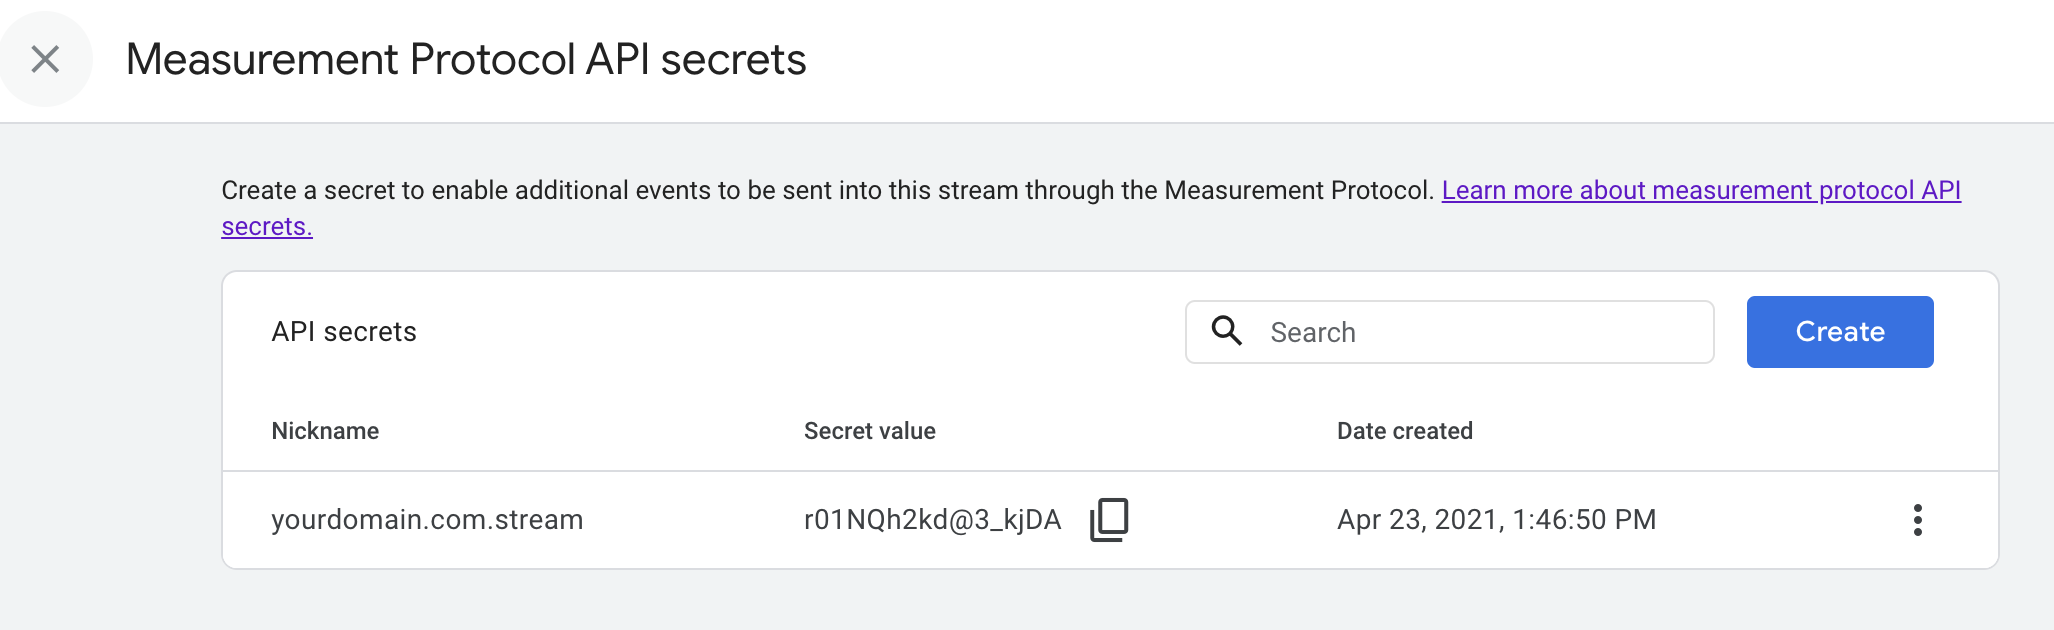 Measurement Protocol API secrets
Create a secret to enable additional events to be sent into this stream through the Measurement Protocol. Learn more about measurement protocol API
secrets.
API secrets
Search
Create
Nickname
Secret value
Date created
yourdomain.com.stream
r01NQh2kd@3_kjDA
Apr 23, 2021, 1:46:50 PM